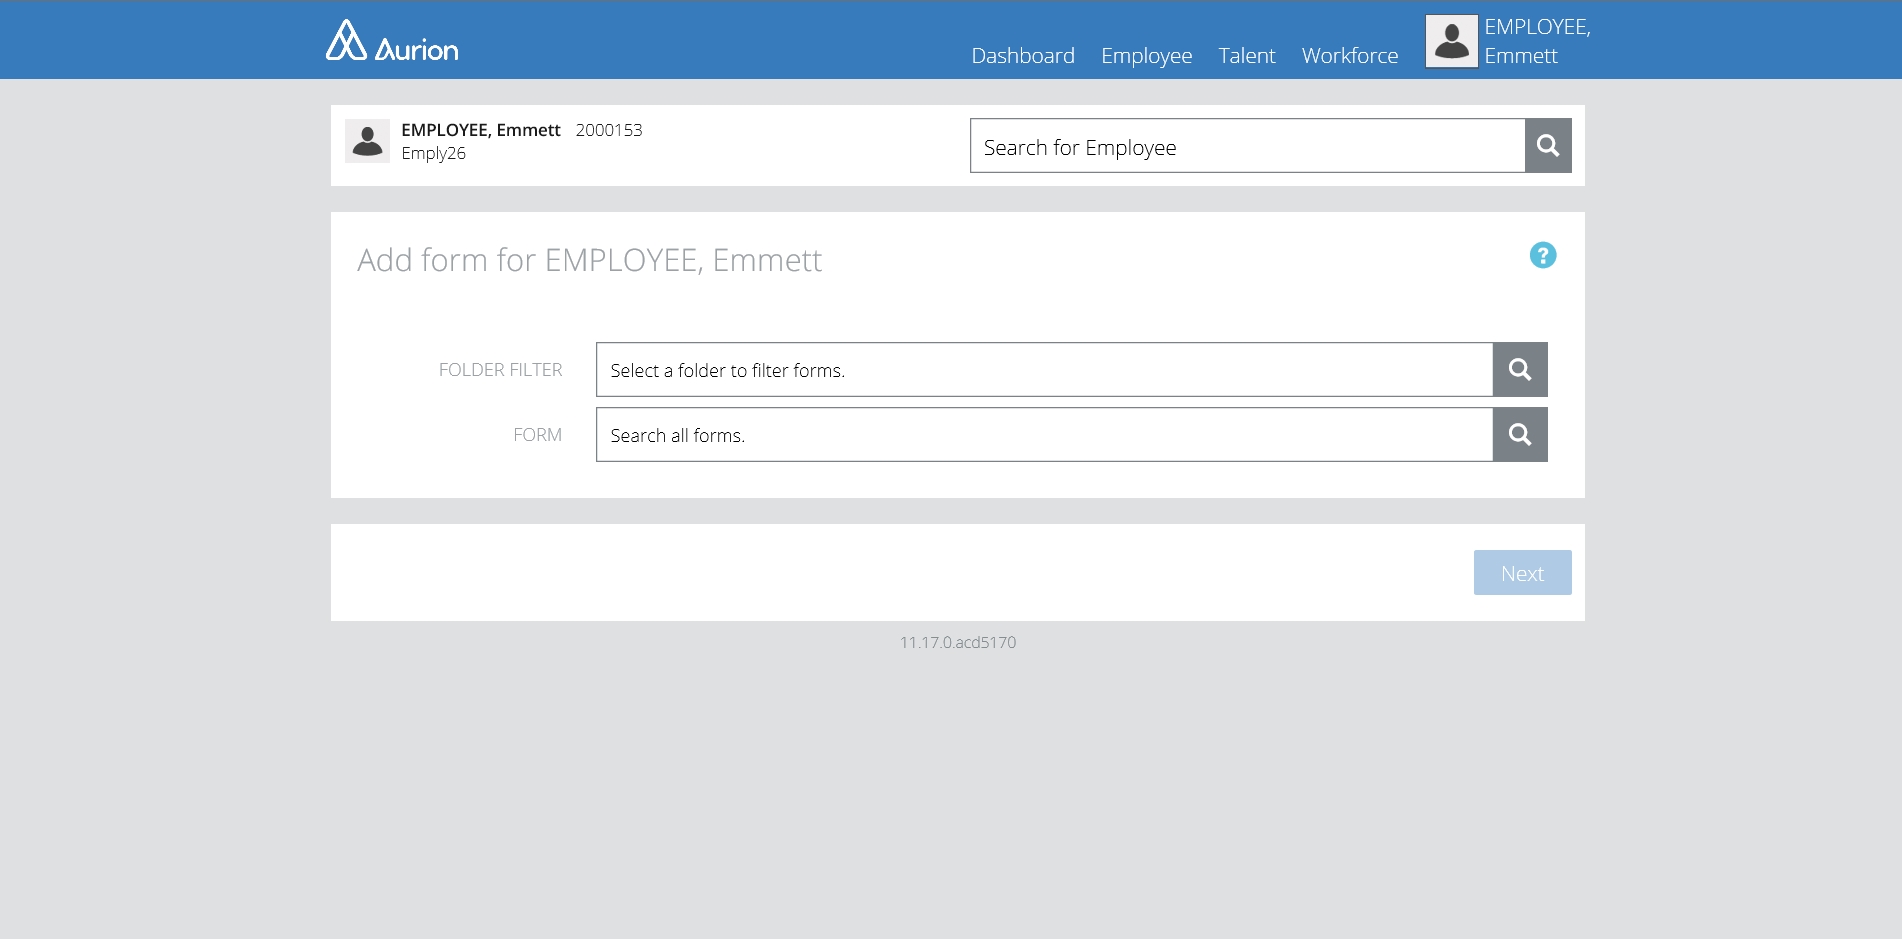 Aurion
Dashboard Employee Talent Workforce
EMPLOYEE,
Emmett
EMPLOYEE, Emmett 2000153
Emply26
Search for Employee
Add form for EMPLOYEE, Emmett
?
FOLDER FILTER
Select a folder to filter forms.
FORM
Search all forms.
Next
11.17.0.acd5170